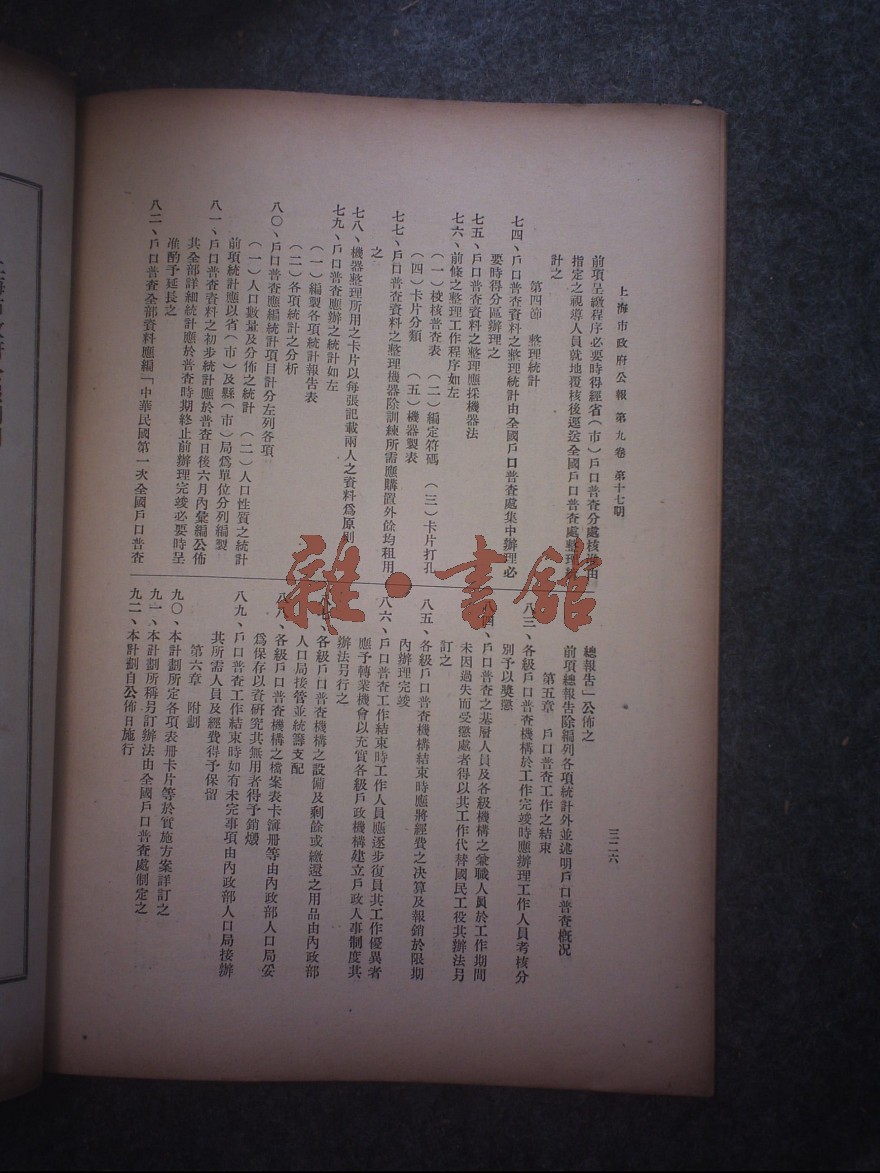 上海市政府公報 第九卷 第十七期
三二六
前項呈繳程序必要時得經省（市）戶口普查分處核准由
指定之視導人員就地覆核後逕送全國戶口普查處整理統
計之
第四節 整理統計
七四、戶口普查資料之整理統計由全國戶口普查處集中辦理必
要時得分區辦理之
七五、戶口普查資料之整理應採機器法
七六、前條之整理工作程序如左
（一）校核普查表 （二）編定符碼 （三）卡片打孔
（四）卡片分類 （五）機器製表
七七、戶口普查資料之整理機器除訓練所需應購置外餘均租用
之
七八、機器整理所用之卡片以每張記載兩人之資料爲原則
七九、戶口普查應辦之統計如左
（一）編製各項統計報告表
（二）各項統計之分析
八〇、戶口普查應編統計項目計分左列各項
（一）人口數量及分佈之統計 （二）人口性質之統計
前項統計應以省（市）及縣（市）局爲單位分列編製
八一、戶口普查資料之初步統計應於普查日後六月內彙編公佈
其全部詳細統計應於普查時期終止前辦理完竣必要時呈
准酌予延長之
八二、戶口普查全部資料應編「中華民國第一次全國戶口普查
總報告」公佈之
前項總報告除編列各項統計外並述明戶口普查概況
第五章 戶口普查工作之結束
八三、各級戶口普查機構於工作完竣時應辦理工作人員考核分
別予以獎懲
八四、戶口普查之基層人員及各級機構之兼職人員於工作期間
未因過失而受懲處者得以其工作代替國民工役其辦法另
訂之
八五、各級戶口普查機構結束時應將經費之決算及報銷於限期
內辦理完竣
八六、戶口普查工作結束時工作人員應逐步復員其工作優異者
應予轉業機會以充實各級戶政機構建立戶政人事制度其
辦法另行之
八七、各級戶口普查機構之設備及剩餘或繳還之用品由內政部
人口局接管並統籌支配
八八、各級戶口普查機構之檔案表卡簿冊等由內政部人口局妥
爲保存以資研究其無用者得予銷燬
八九、戶口普查工作結束時如有未完事項由內政部人口局接辦
其所需人員及經費得予保留
第六章 附劃
九〇、本計劃所定各項表冊卡片等於實施方案詳訂之
九一、本計劃所稱另訂辦法由全國戶口普查處制定之
九二、本計劃自公佈日施行
雜·書館